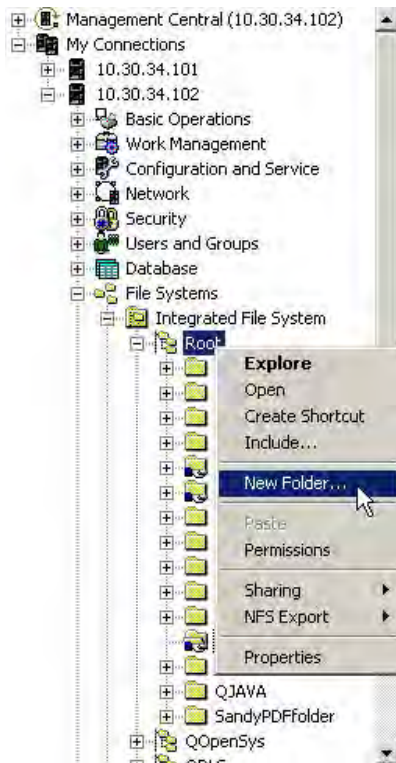 Management Central (10.30.34.102)
My Connections
10.30.34.101
10.30.34.102
Basic Operations
Work Management
Configuration and Service
Network
Security
Users and Groups
Database
File Systems
Integrated File System
Root
Explore
Open
Create Shortcut
Include...
New Folder...
Paste
Permissions
Sharing
NFS Export
Properties
QJAVA
SandyPDFfolder
QOpenSys